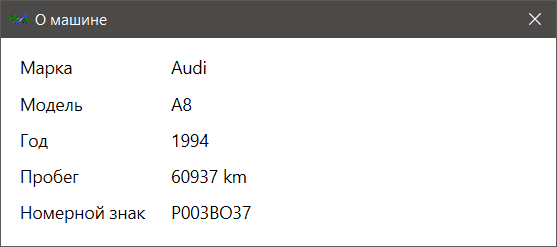 О машине
Марка Audi
Модель A8
Год 1994
Пробег 60937 km
Номерной знак Р003ВО37